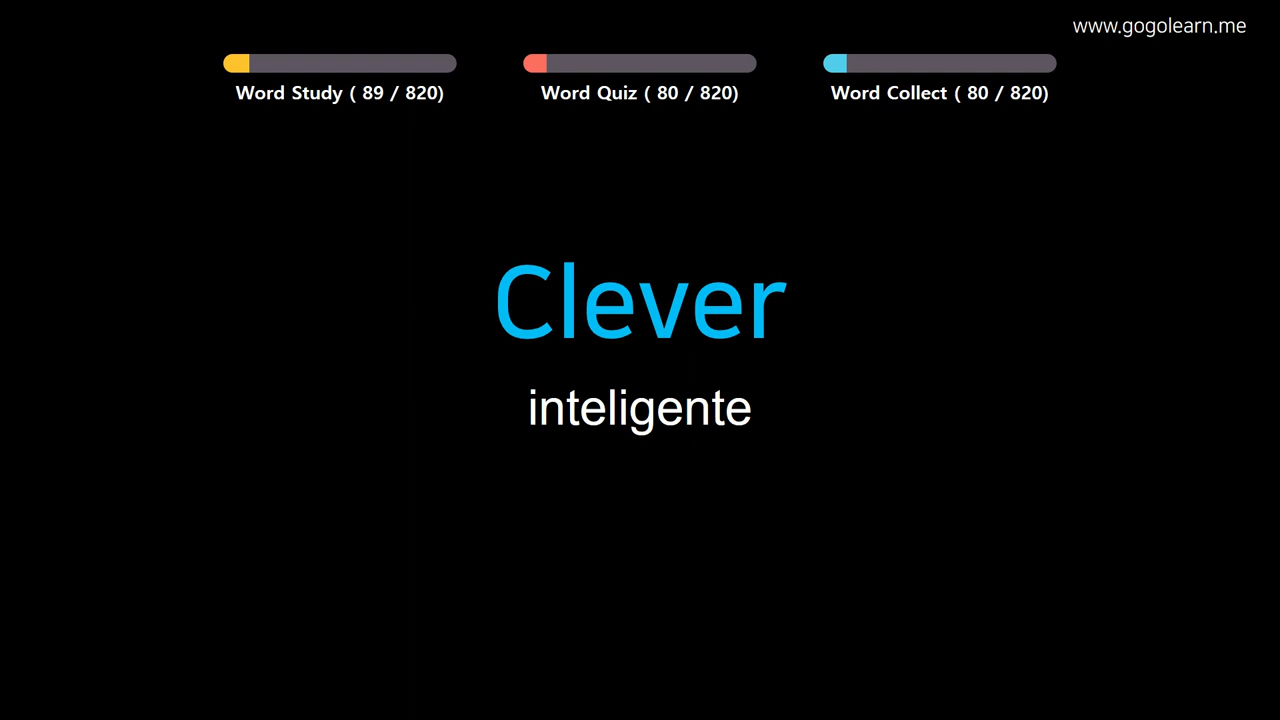 www.gogolearn.me
Word Study ( 89 / 820)
Word Quiz ( 80 / 820)
Word Collect ( 80 / 820)
Clever
inteligente